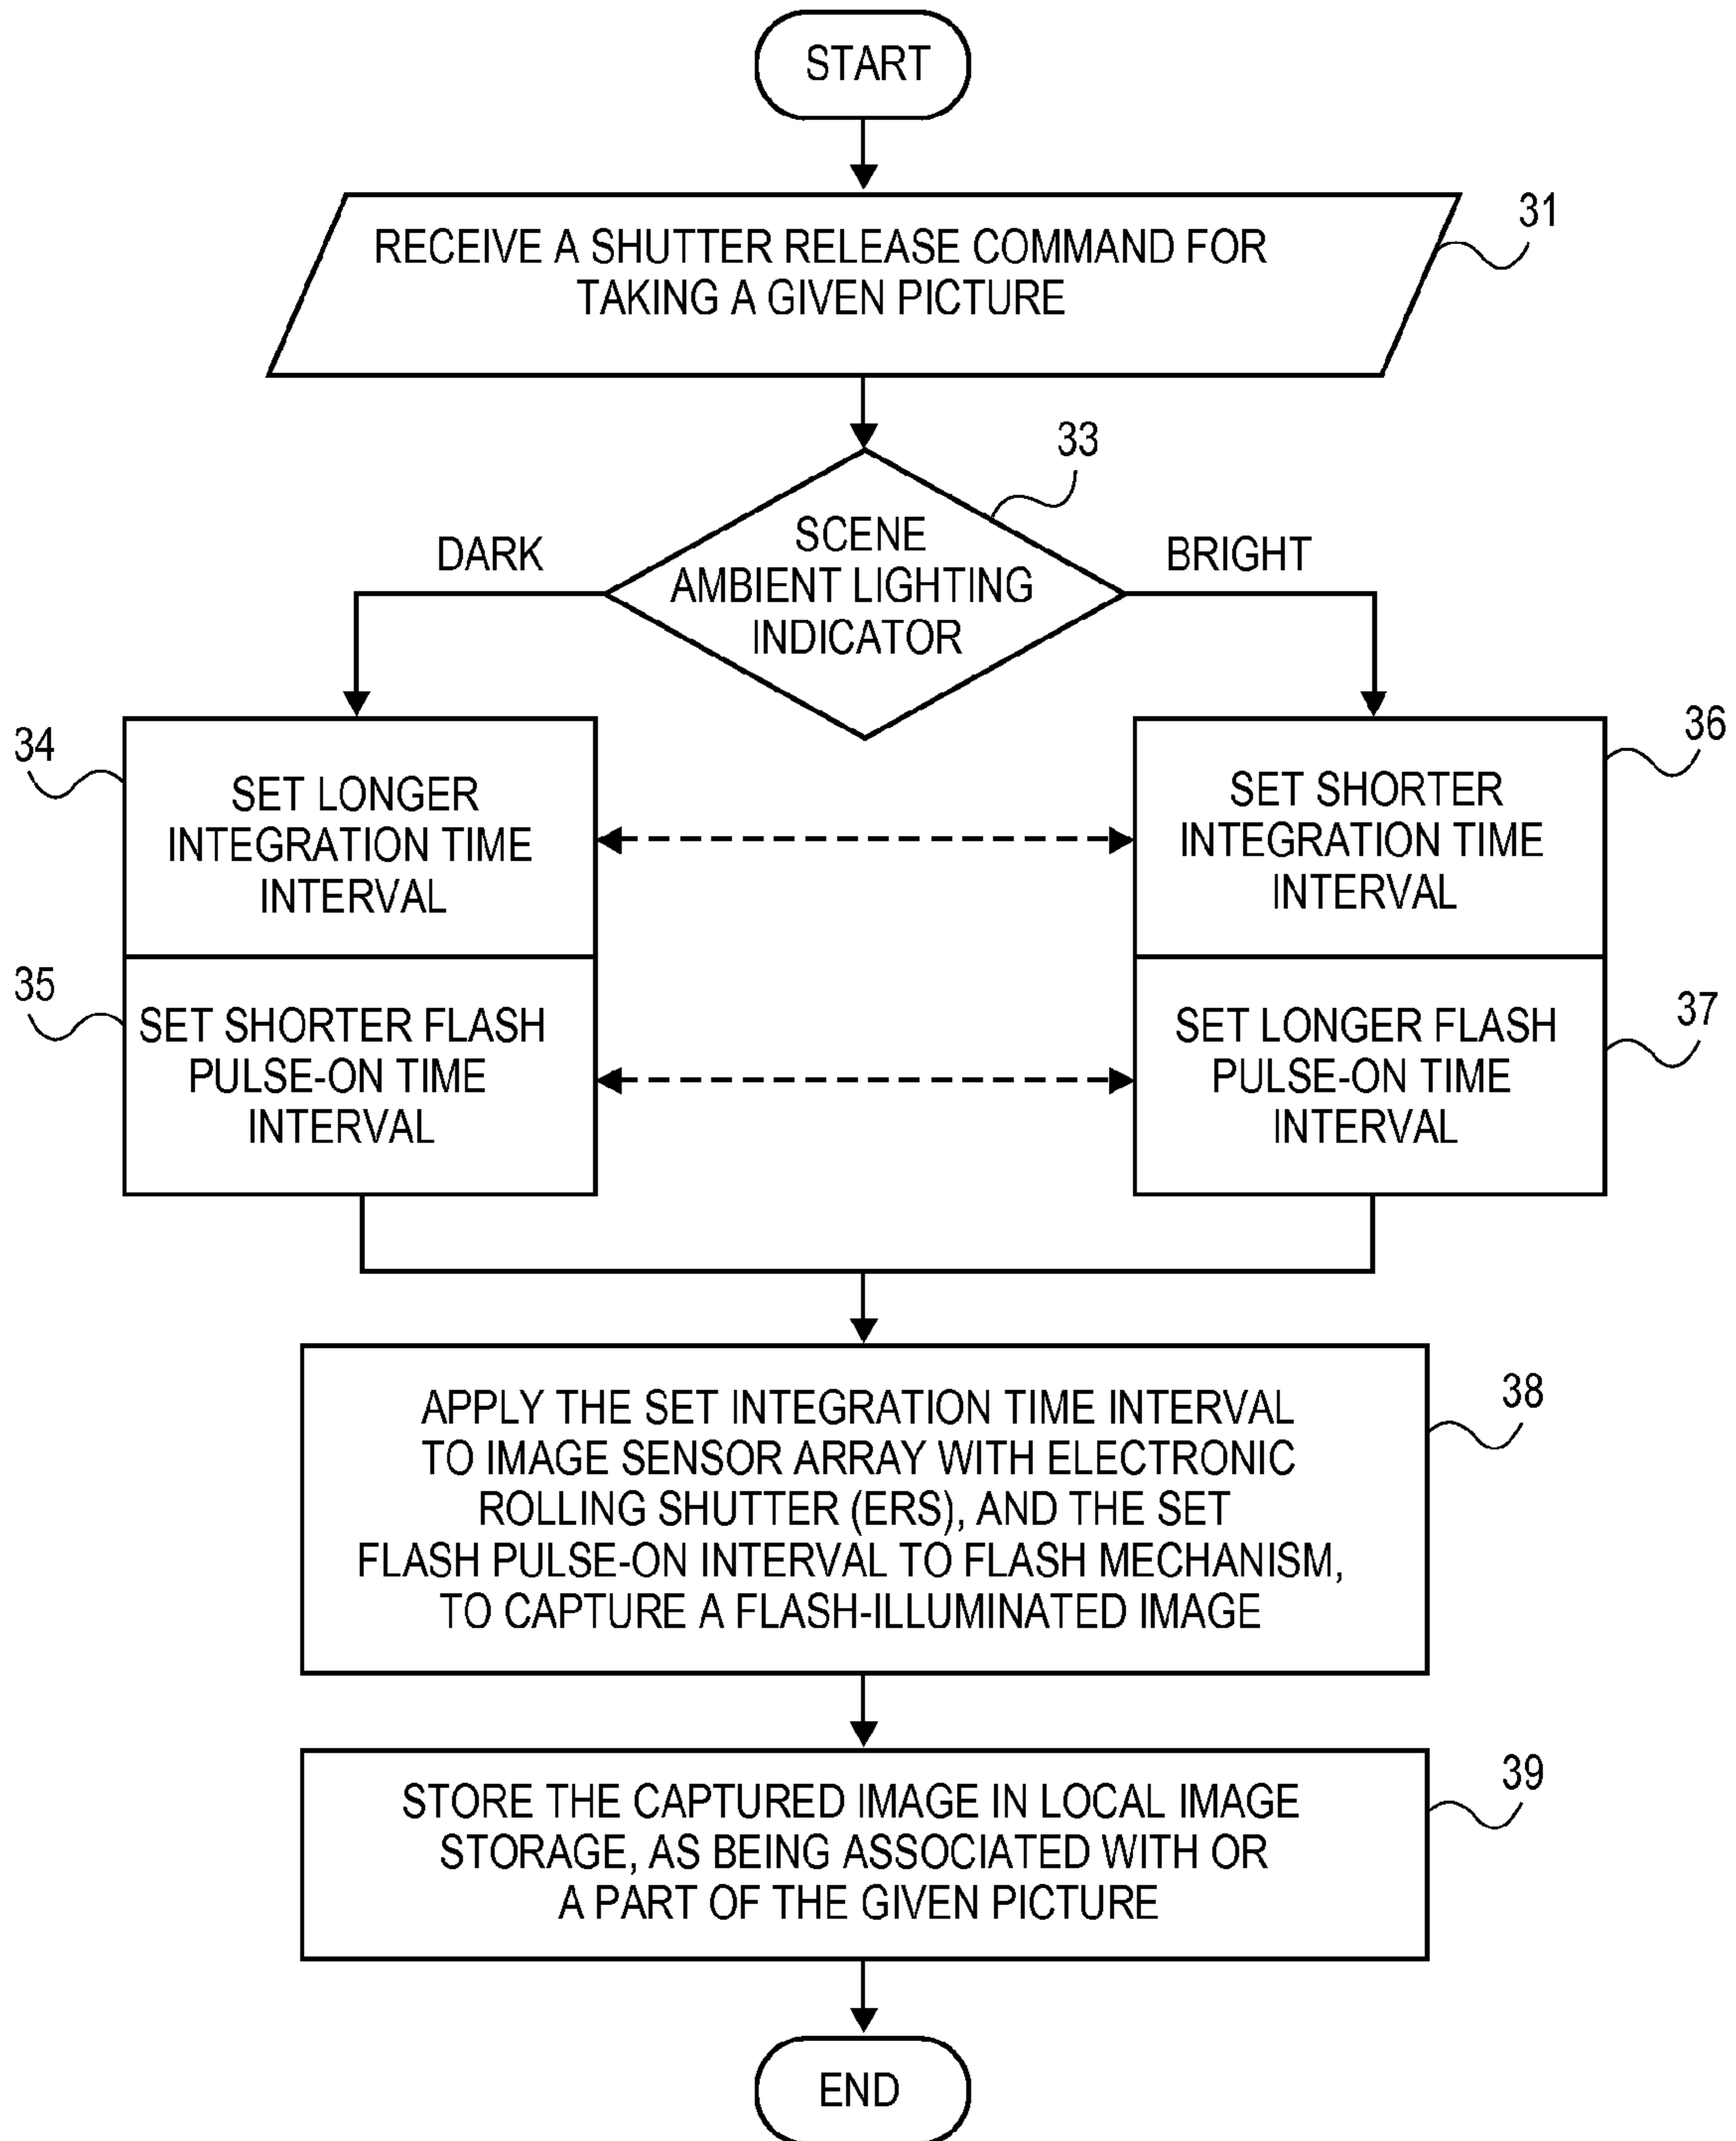 START
31
RECEIVE A SHUTTER RELEASE COMMAND FOR
TAKING A GIVEN PICTURE
33
SCENE
AMBIENT LIGHTING
INDICATOR
DARK
BRIGHT
34
SET LONGER
INTEGRATION TIME
INTERVAL
36
SET SHORTER
INTEGRATION TIME
INTERVAL
35
SET SHORTER FLASH
PULSE-ON TIME
INTERVAL
37
SET LONGER FLASH
PULSE-ON TIME
INTERVAL
38
APPLY THE SET INTEGRATION TIME INTERVAL
TO IMAGE SENSOR ARRAY WITH ELECTRONIC
ROLLING SHUTTER (ERS), AND THE SET
FLASH PULSE-ON INTERVAL TO FLASH MECHANISM,
TO CAPTURE A FLASH-ILLUMINATED IMAGE
39
STORE THE CAPTURED IMAGE IN LOCAL IMAGE
STORAGE, AS BEING ASSOCIATED WITH OR
A PART OF THE GIVEN PICTURE
END